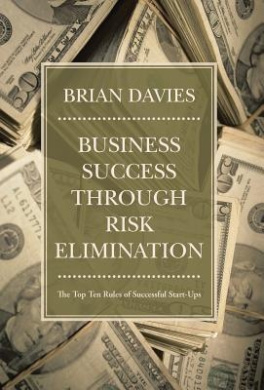 BRIAN DAVIES
BUSINESS
SUCCESS
THROUGH
RISK
ELIMINATION
The Top Ten Rules of Successful Start-Ups